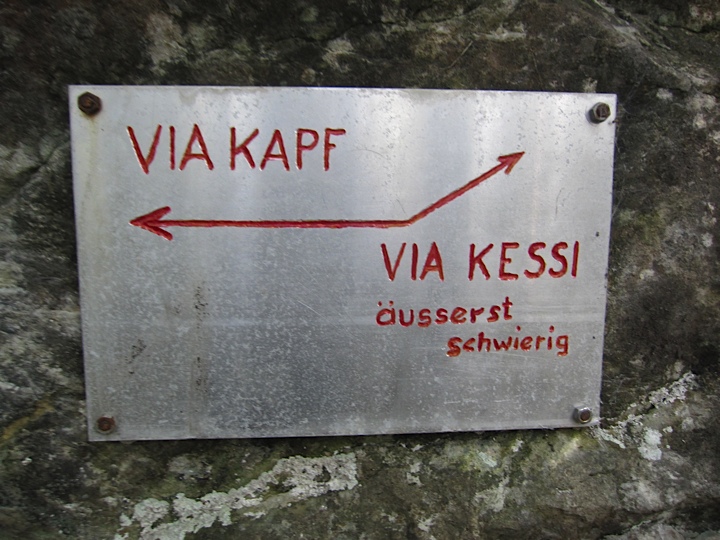 VIA KAPF
VIA KESSI
äusserst
schwierig